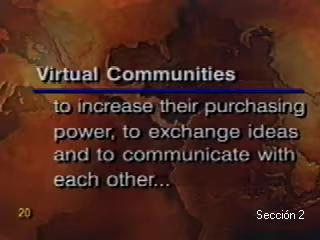 Virtual Communities
to increase their purchasing
power, to exchange ideas
and to communicate with
each other...
20
Sección 2